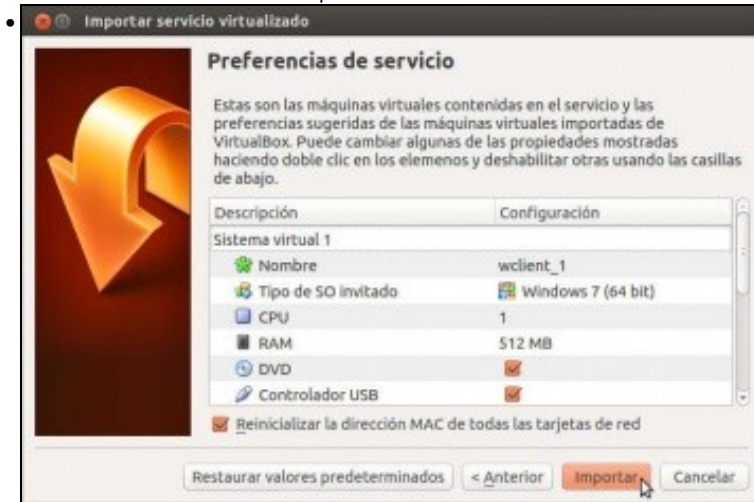 Importar servicio virtualizado
Preferencias de servicio
Estas son las máquinas virtuales contenidas en el servicio y las
preferencias sugeridas de las máquinas virtuales importadas de
VirtualBox. Puede cambiar algunas de las propiedades mostradas
haciendo doble clic en los elemenos y deshabilitar otras usando las casillas
de abajo.
Descripción Configuración
Sistema virtual 1
Nombre wclient_1
Tipo de SO invitado Windows 7 (64 bit)
CPU 1
RAM 512 MB
DVD
Controlador USB
Reinicializar la dirección MAC de todas las tarjetas de red
Restaurar valores predeterminados < Anterior Importar Cancelar